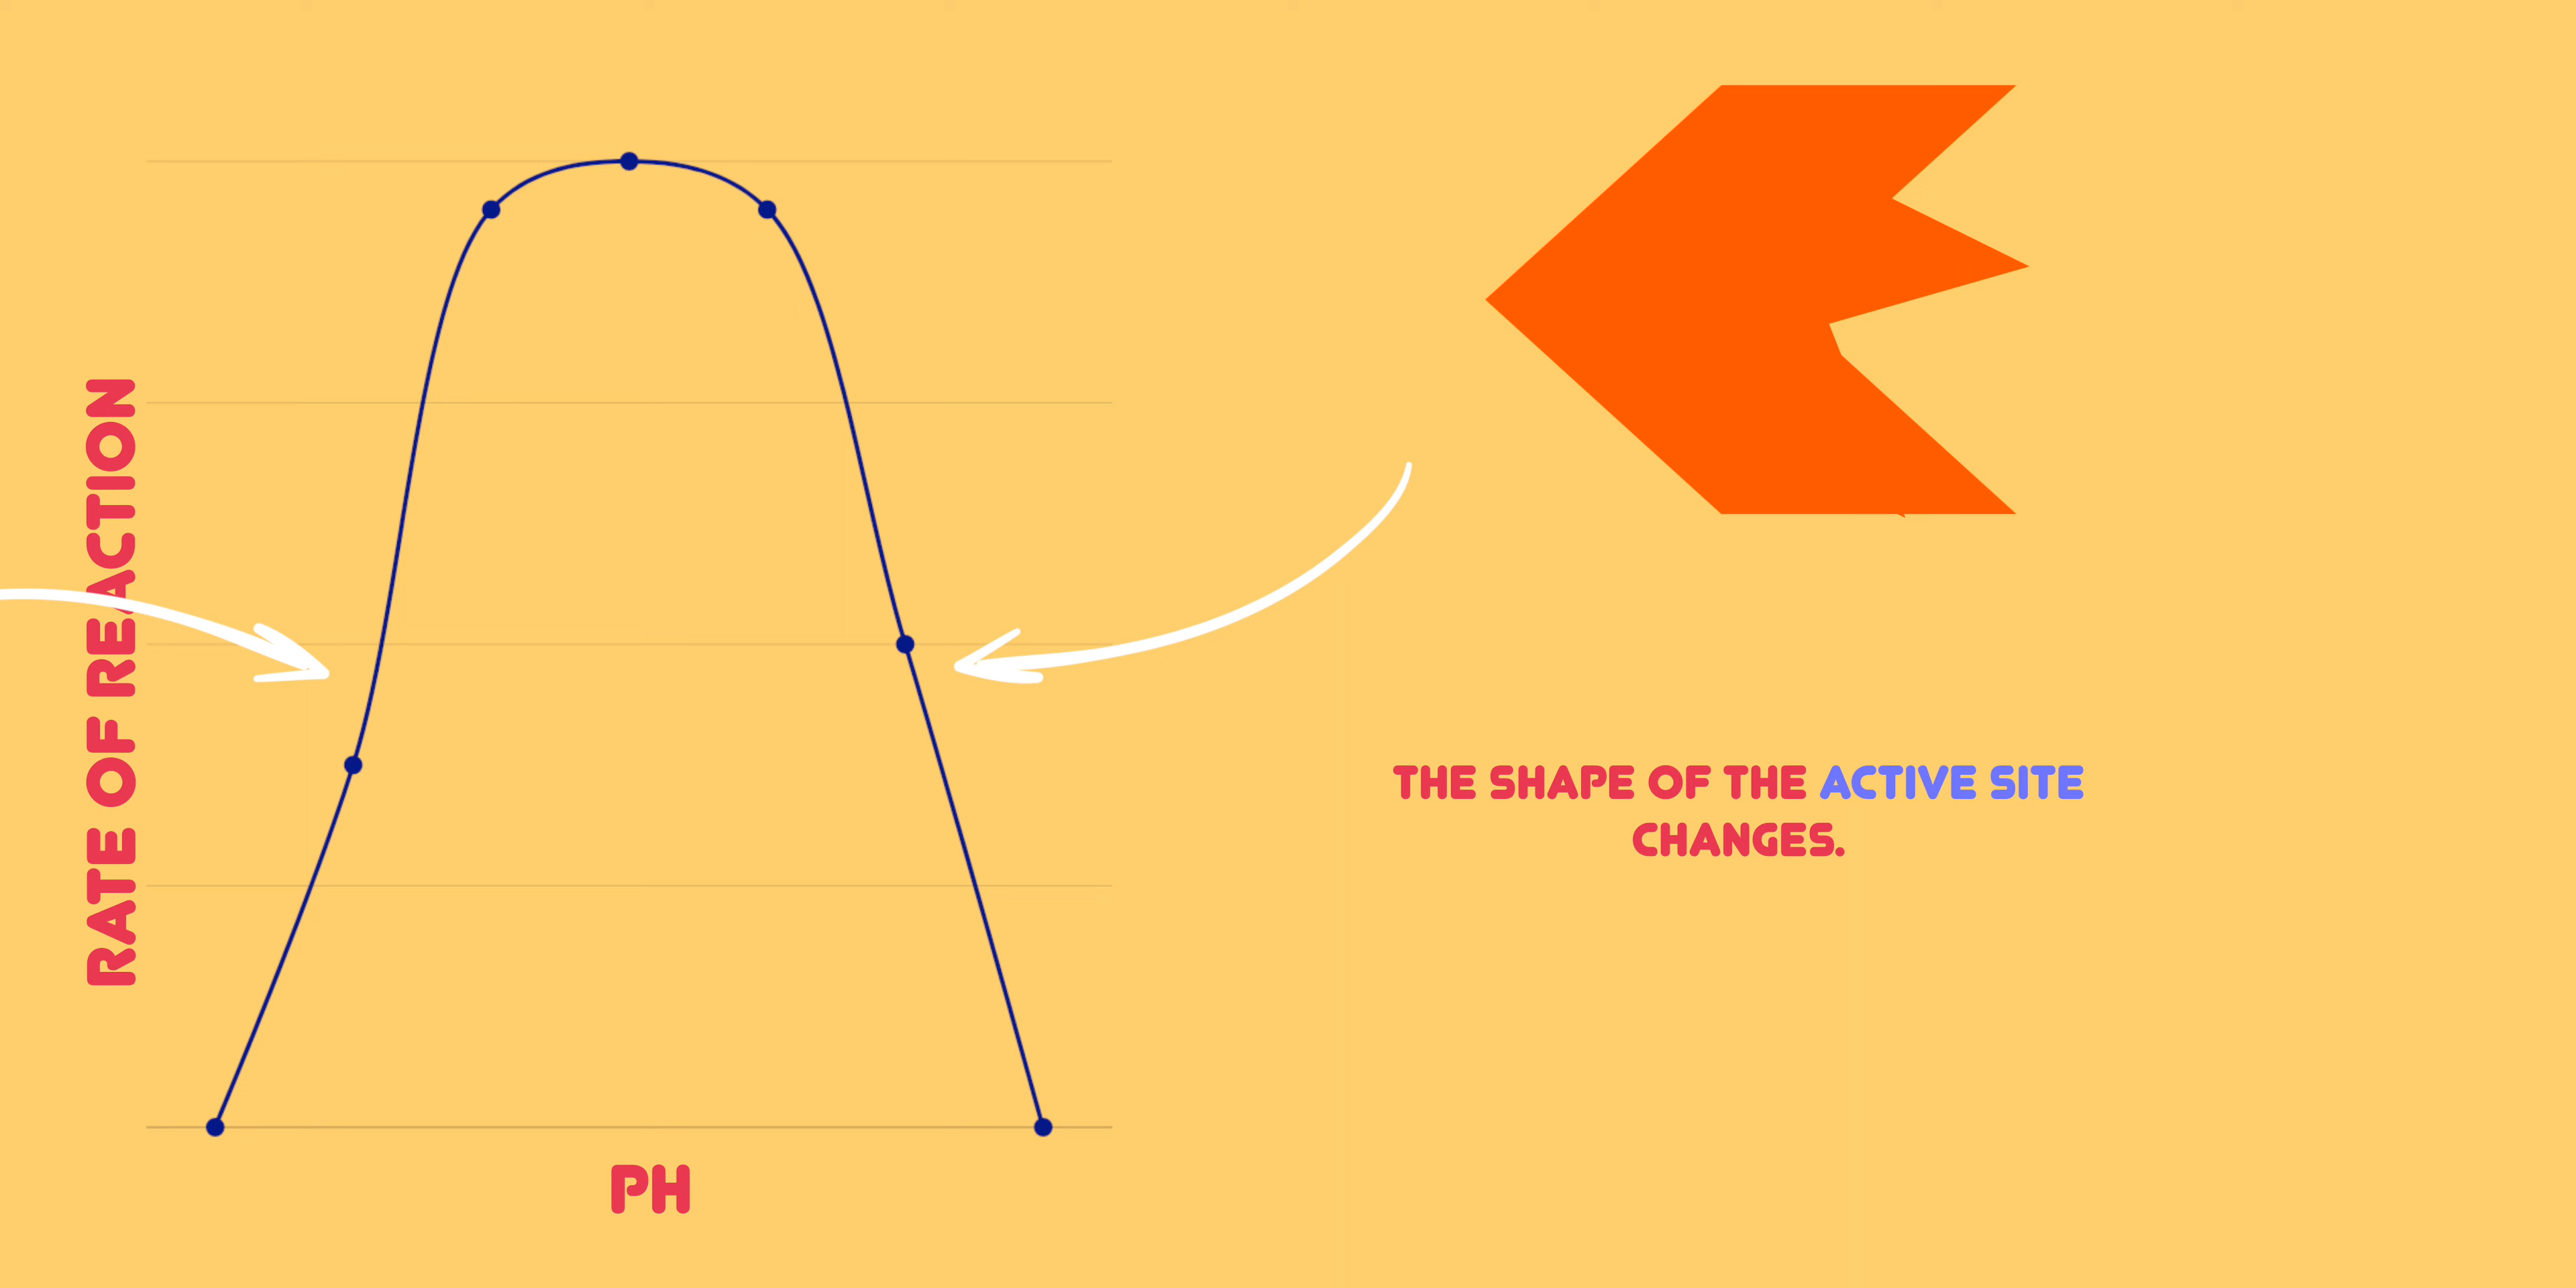 RATE OF REACTION
PH
THE SHAPE OF THE ACTIVE SITE
CHANGES.